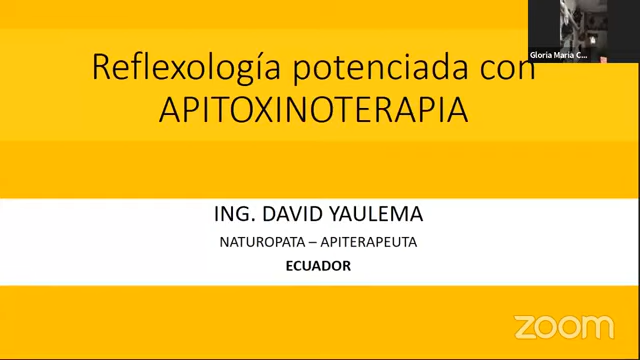 Gloria Maria C...
Reflexología potenciada con
APITOXINOTERAPIA
ING. DAVID YAULEMA
NATUROPATA – APITERAPEUTA
ECUADOR
zoom